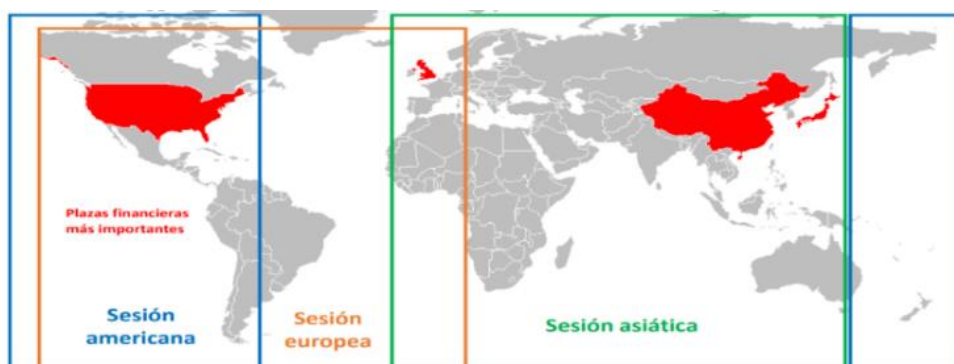 Plazas financieras
más importantes
Sesión
americana
Sesión
europea
Sesión asiática